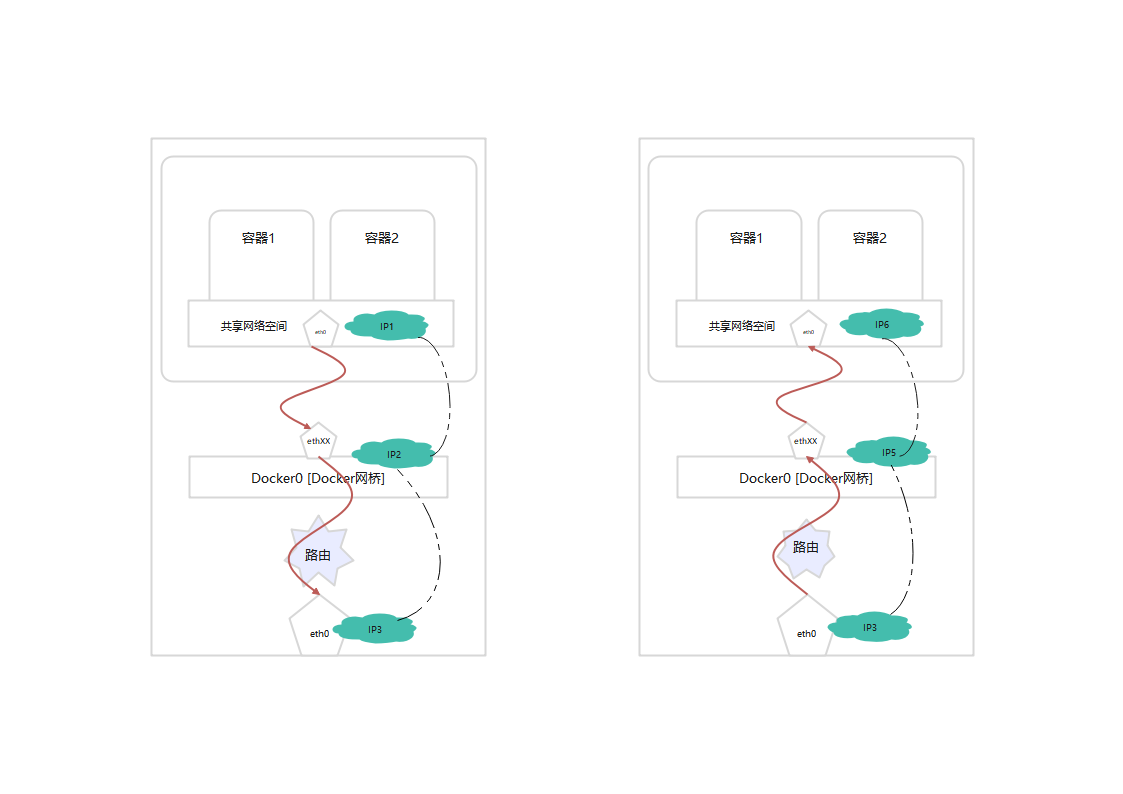 容器1
容器2
共享网络空间
eth0
IP1
ethXX
IP2
Docker0 [Docker网桥]
路由
eth0
IP3
容器1
容器2
共享网络空间
eth0
IP6
ethXX
IP5
Docker0 [Docker网桥]
路由
eth0
IP3